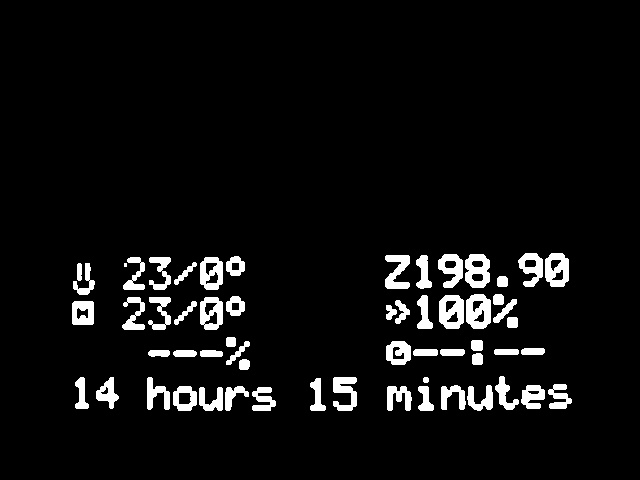 23/0° Z198.90
23/0° »100%
---% --:--
14 hours 15 minutes